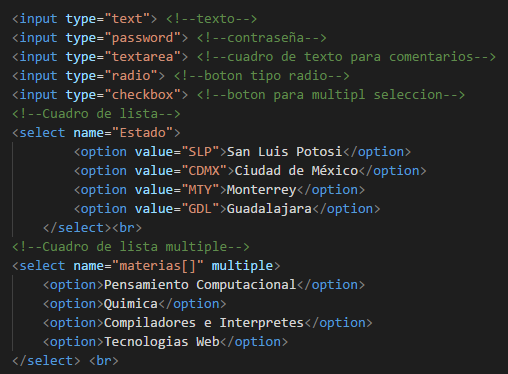 <input type="text"> <!--texto-->
<input type="password"> <!--contraseña-->
<input type="textarea"> <!--cuadro de texto para comentarios-->
<input type="radio"> <!--boton tipo radio-->
<input type="checkbox"> <!--boton para multipl seleccion-->
<!--Cuadro de lista-->
<select name="Estado">
        <option value="SLP">San Luis Potosi</option>
        <option value="CDMX">Ciudad de México</option>
        <option value="MTY">Monterrey</option>
        <option value="GDL">Guadalajara</option>
    </select><br>
<!--Cuadro de lista multiple-->
<select name="materias[]" multiple>
    <option>Pensamiento Computacional</option>
    <option>Quimica</option>
    <option>Compiladores e Interpretes</option>
    <option>Tecnologias Web</option>
</select> <br>